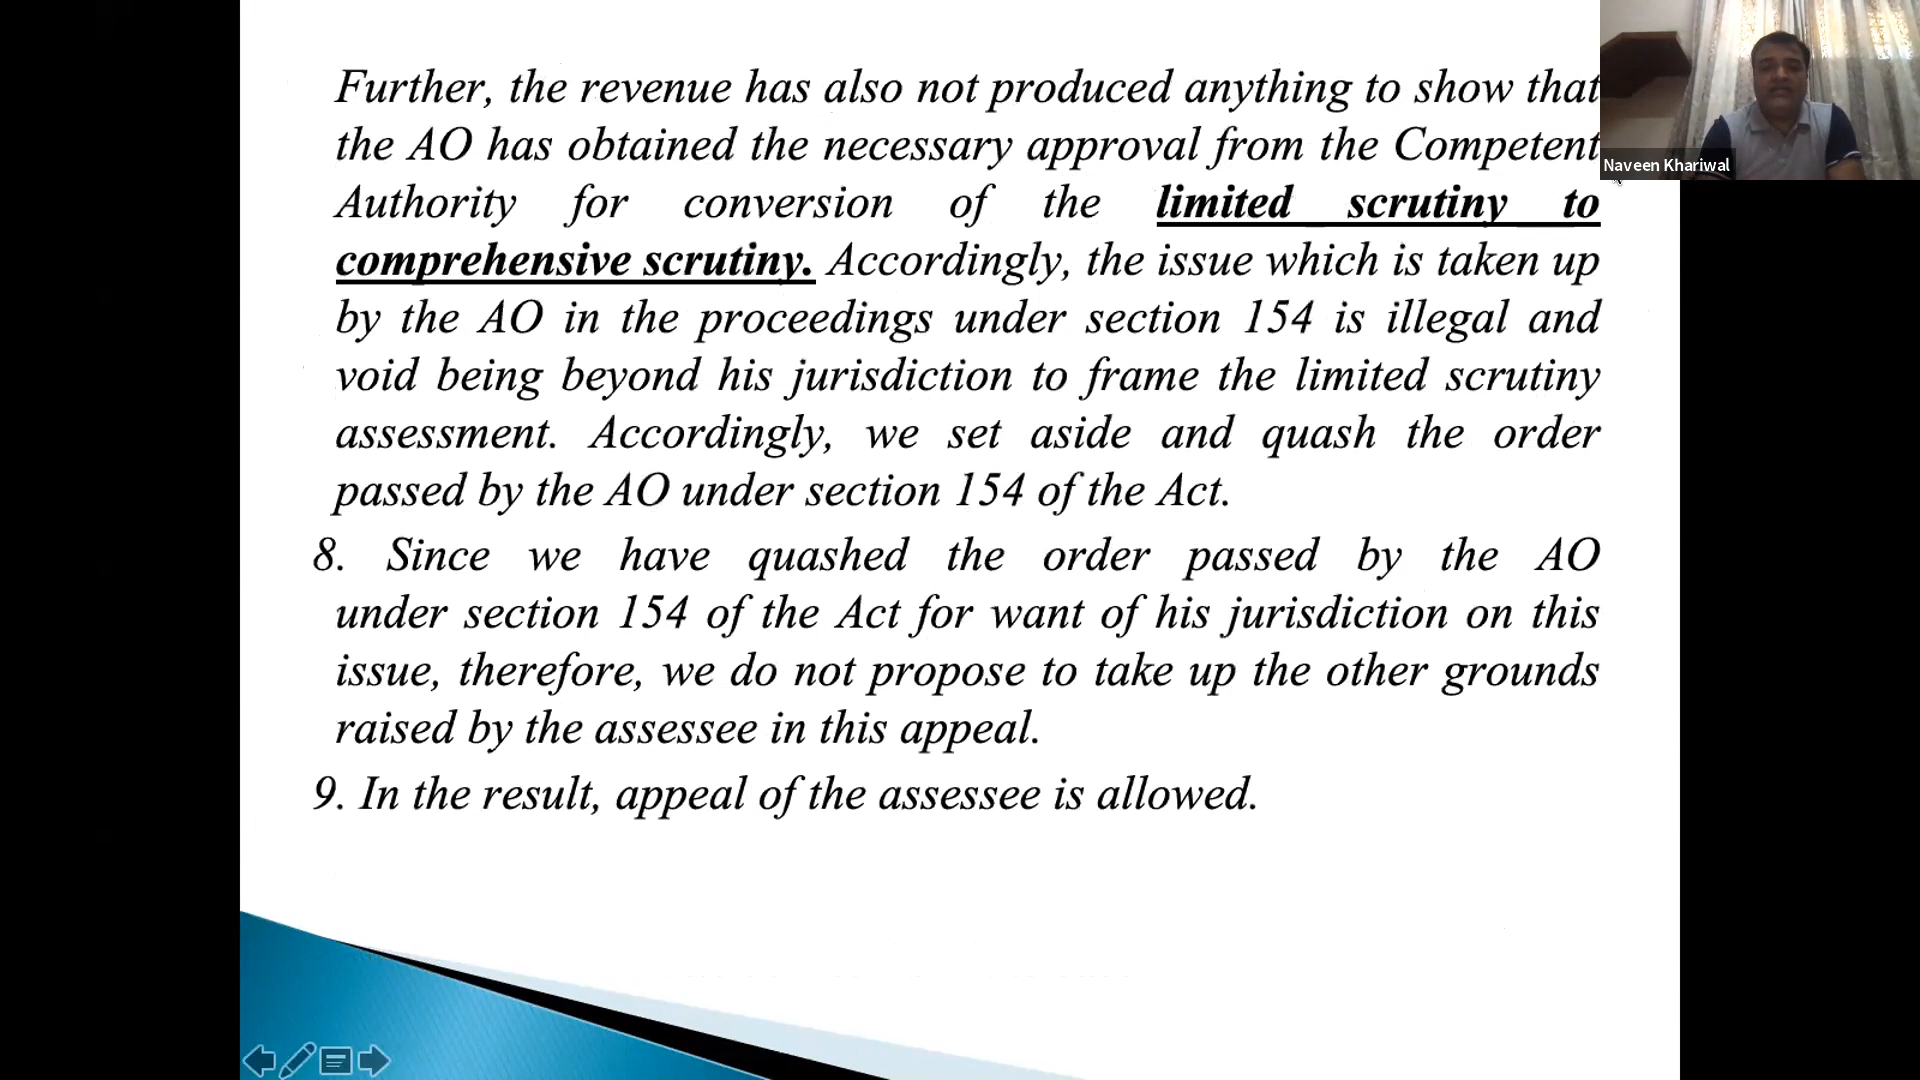 Further, the revenue has also not produced anything to show that
the AO has obtained the necessary approval from the Competent
Authority for conversion of the limited scrutiny to
comprehensive scrutiny. Accordingly, the issue which is taken up
by the AO in the proceedings under section 154 is illegal and
void being beyond his jurisdiction to frame the limited scrutiny
assessment. Accordingly, we set aside and quash the order
passed by the AO under section 154 of the Act.
8. Since we have quashed the order passed by the AO
under section 154 of the Act for want of his jurisdiction on this
issue, therefore, we do not propose to take up the other grounds
raised by the assessee in this appeal.
9. In the result, appeal of the assessee is allowed.
Naveen Khariwal